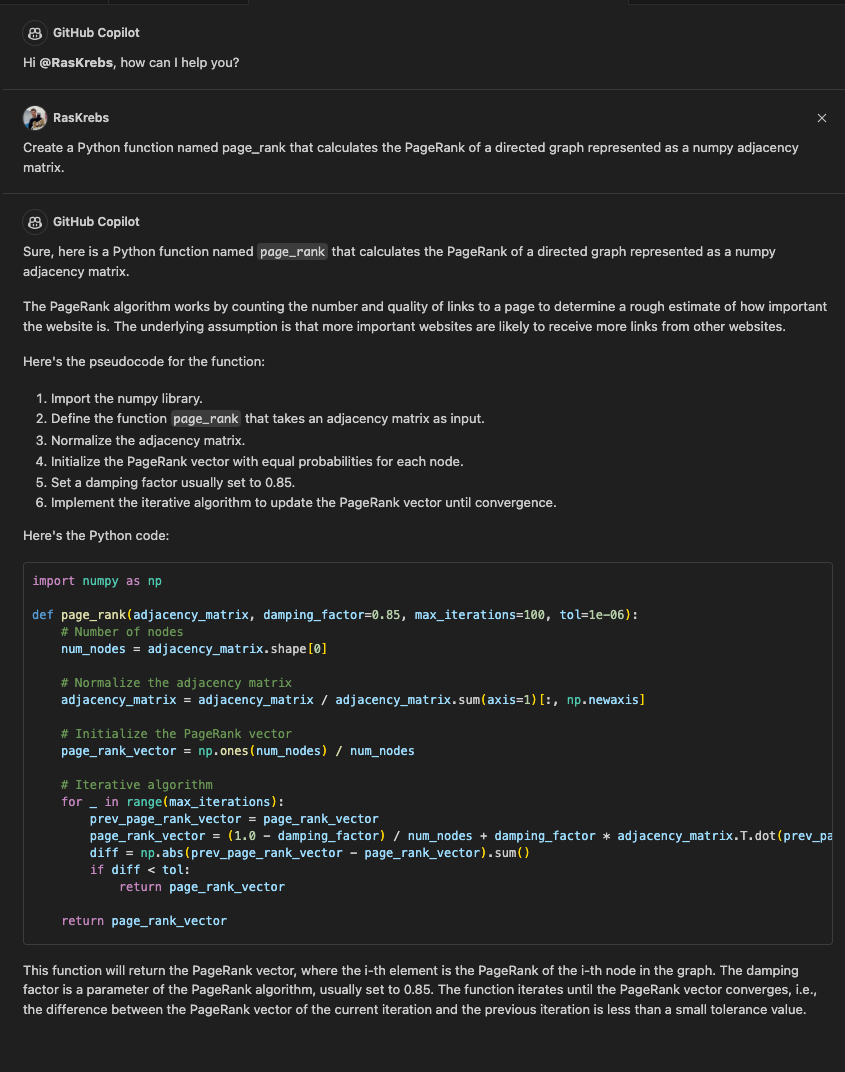 GitHub Copilot
Hi @RasKrebs, how can I help you?
RasKrebs
Create a Python function named page_rank that calculates the PageRank of a directed graph represented as a numpy adjacency
matrix.
GitHub Copilot
Sure, here is a Python function named page_rank that calculates the PageRank of a directed graph represented as a numpy
adjacency matrix.
The PageRank algorithm works by counting the number and quality of links to a page to determine a rough estimate of how important
the website is. The underlying assumption is that more important websites are likely to receive more links from other websites.
Here's the pseudocode for the function:
1. Import the numpy library.
2. Define the function page_rank that takes an adjacency matrix as input.
3. Normalize the adjacency matrix.
4. Initialize the PageRank vector with equal probabilities for each node.
5. Set a damping factor usually set to 0.85.
6. Implement the iterative algorithm to update the PageRank vector until convergence.
Here's the Python code:
import numpy as np
def page_rank(adjacency_matrix, damping_factor=0.85, max_iterations=100, tol=1e-06):
    # Number of nodes
    num_nodes = adjacency_matrix.shape[0]
    # Normalize the adjacency matrix
    adjacency_matrix = adjacency_matrix / adjacency_matrix.sum(axis=1)[:, np.newaxis]
    # Initialize the PageRank vector
    page_rank_vector = np.ones(num_nodes) / num_nodes
    # Iterative algorithm
    for _ in range(max_iterations):
        prev_page_rank_vector = page_rank_vector
        page_rank_vector = (1.0 - damping_factor) / num_nodes + damping_factor * adjacency_matrix.T.dot(prev_pa
        diff = np.abs(prev_page_rank_vector - page_rank_vector).sum()
        if diff < tol:
            return page_rank_vector
    return page_rank_vector
This function will return the PageRank vector, where the i-th element is the PageRank of the i-th node in the graph. The damping
factor is a parameter of the PageRank algorithm, usually set to 0.85. The function iterates until the PageRank vector converges, i.e.,
the difference between the PageRank vector of the current iteration and the previous iteration is less than a small tolerance value.